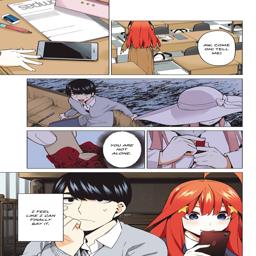 AW, COME
ON! TELL
ME!
YOU ARE
NOT
ALONE.
I FEEL
LIKE I CAN
FINALLY
SAY IT.